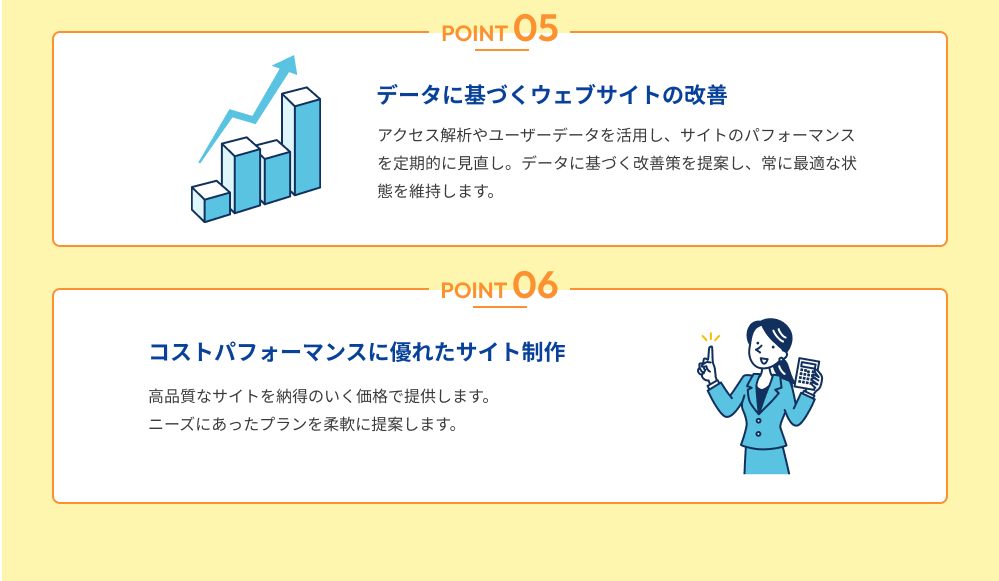 POINT 05
データに基づくウェブサイトの改善
アクセス解析やユーザーデータを活用し、サイトのパフォーマンス
を定期的に見直し。データに基づく改善策を提案し、常に最適な状
態を維持します。
POINT 06
コストパフォーマンスに優れたサイト制作
高品質なサイトを納得のいく価格で提供します。
ニーズにあったプランを柔軟に提案します。